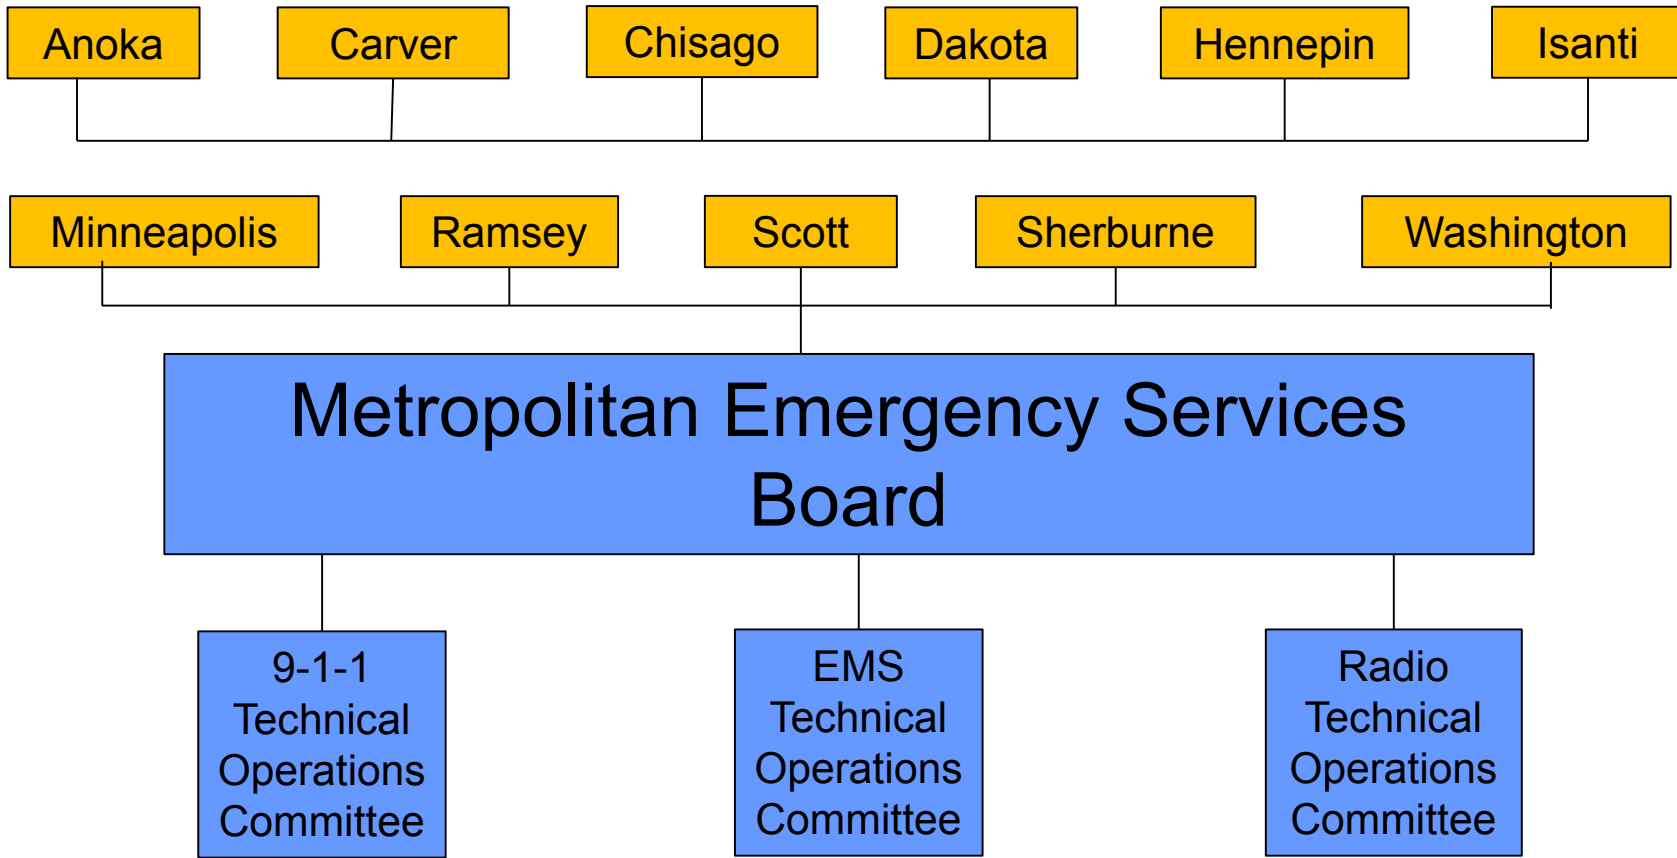 Anoka
Carver
Chisago
Dakota
Hennepin
Isanti
Minneapolis
Ramsey
Scott
Sherburne
Washington
Metropolitan Emergency Services
Board
9-1-1
Technical
Operations
Committee
EMS
Technical
Operations
Committee
Radio
Technical
Operations
Committee